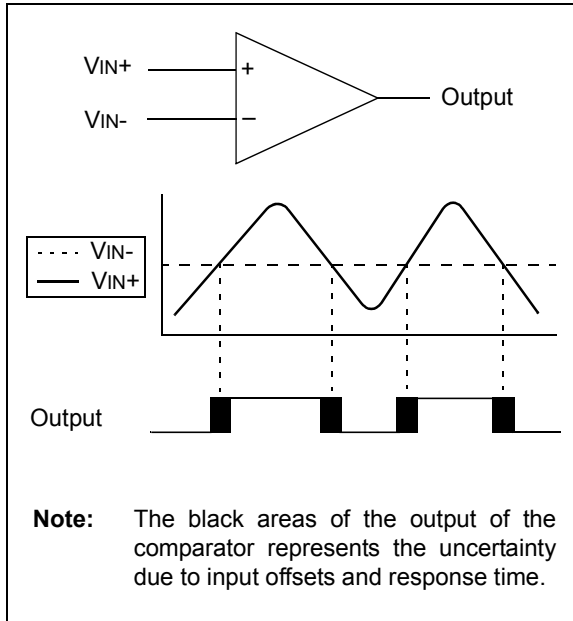 VIN+
+
Output
VIN-
–
VIN-
VIN+
Output
Note: The black areas of the output of the
comparator represents the uncertainty
due to input offsets and response time.